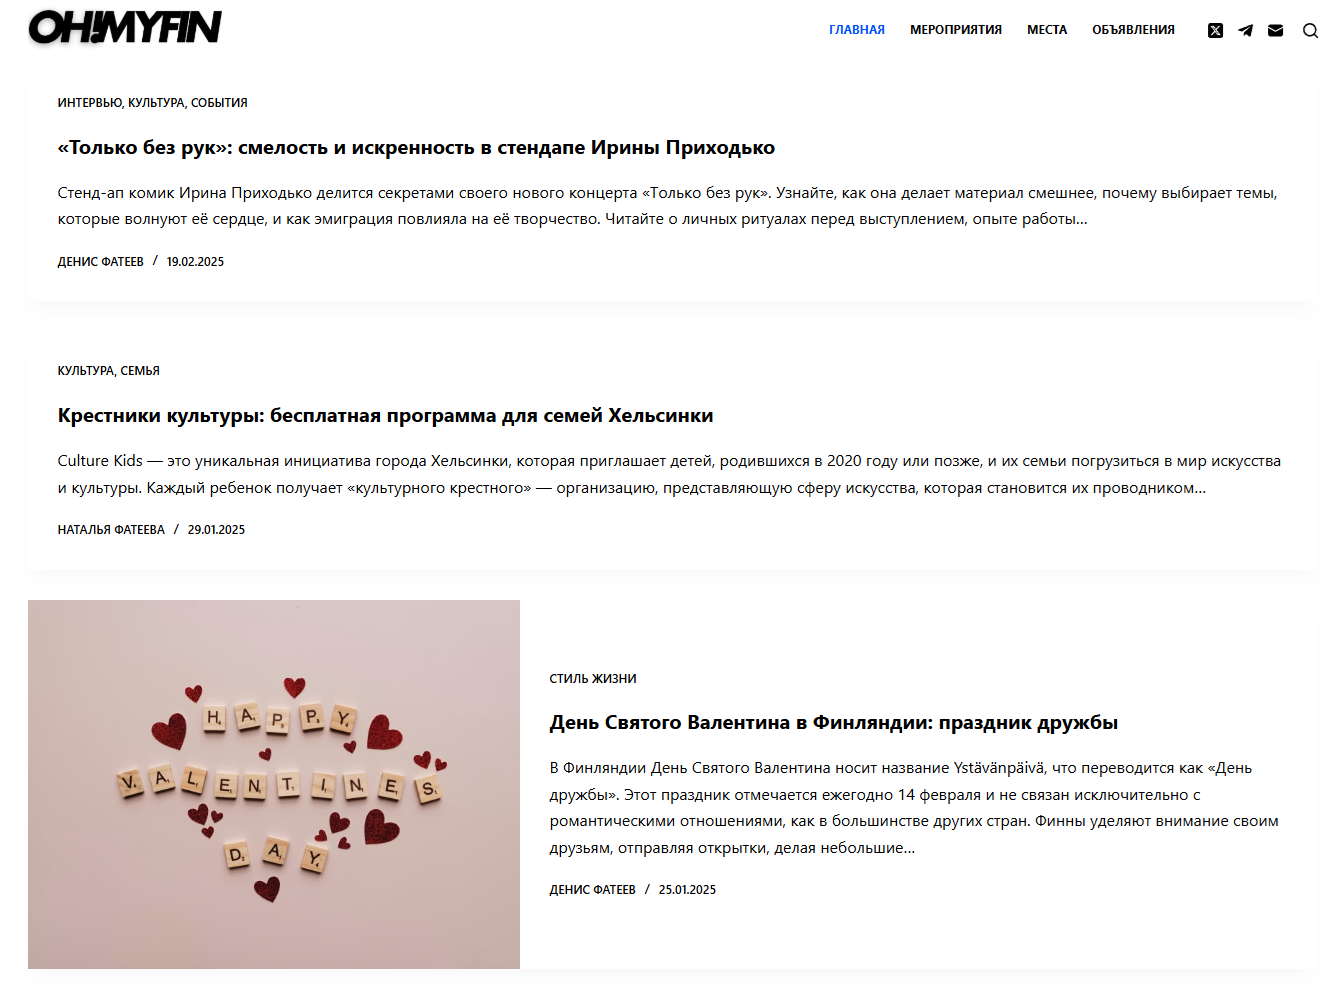 OH!MYFIN
ГЛАВНАЯ МЕРОПРИЯТИЯ МЕСТА ОБЪЯВЛЕНИЯ
ИНТЕРВЬЮ, КУЛЬТУРА, СОБЫТИЯ
«Только без рук»: смелость и искренность в стендапе Ирины Приходько
Стенд-ап комик Ирина Приходько делится секретами своего нового концерта «Только без рук». Узнайте, как она делает материал смешнее, почему выбирает темы,
которые волнуют её сердце, и как эмиграция повлияла на её творчество. Читайте о личных ритуалах перед выступлением, опыте работы…
ДЕНИС ФАТЕЕВ / 19.02.2025
КУЛЬТУРА, СЕМЬЯ
Крестники культуры: бесплатная программа для семей Хельсинки
Culture Kids — это уникальная инициатива города Хельсинки, которая приглашает детей, родившихся в 2020 году или позже, и их семьи погрузиться в мир искусства
и культуры. Каждый ребенок получает «культурного крестного» — организацию, представляющую сферу искусства, которая становится их проводником…
НАТАЛЬЯ ФАТЕЕВА / 29.01.2025
HAPPY
VALENTINES
DAY
СТИЛЬ ЖИЗНИ
День Святого Валентина в Финляндии: праздник дружбы
В Финляндии День Святого Валентина носит название Ystävänpäivä, что переводится как «День
дружбы». Этот праздник отмечается ежегодно 14 февраля и не связан исключительно с
романтическими отношениями, как в большинстве других стран. Финны уделяют внимание своим
друзьям, отправляя открытки, делая небольшие…
ДЕНИС ФАТЕЕВ / 25.01.2025